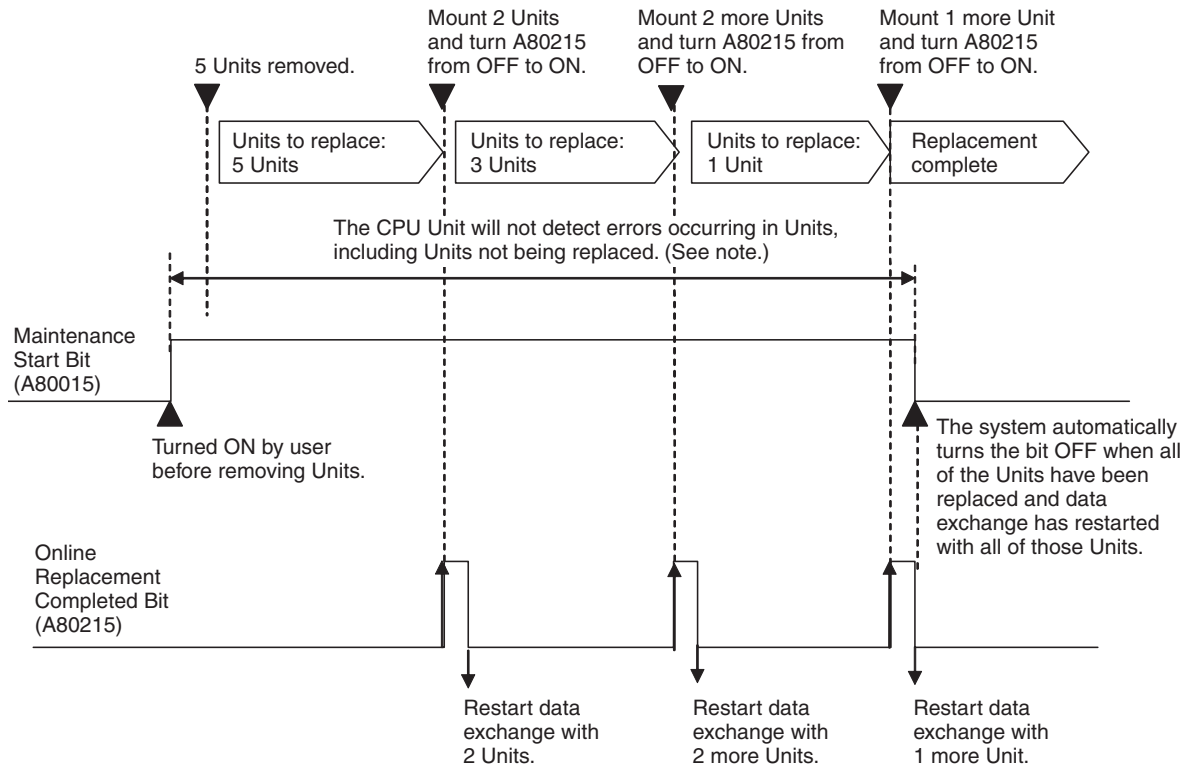 5 Units removed.
Mount 2 Units
and turn A80215
from OFF to ON.
Mount 2 more Units
and turn A80215 from
OFF to ON.
Mount 1 more Unit
and turn A80215
from OFF to ON.
Units to replace:
5 Units
Units to replace:
3 Units
Units to replace:
1 Unit
Replacement
complete
The CPU Unit will not detect errors occurring in Units,
including Units not being replaced. (See note.)
Maintenance
Start Bit
(A80015)
Turned ON by user
before removing Units.
The system automatically
turns the bit OFF when all
of the Units have been
replaced and data
exchange has restarted
with all of those Units.
Online
Replacement
Completed Bit
(A80215)
Restart data
exchange with
2 Units.
Restart data
exchange with
2 more Units.
Restart data
exchange with
1 more Unit.